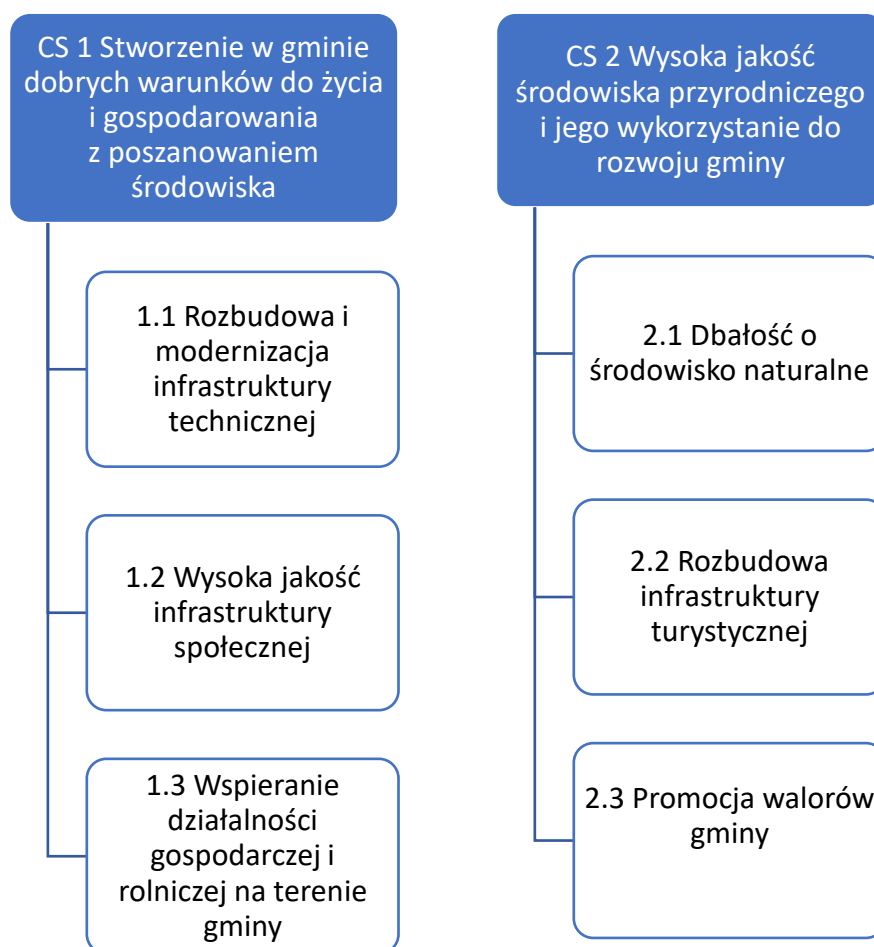 CS 1 Stworzenie w gminie
dobrych warunków do życia
i gospodarowania
z poszanowaniem
środowiska
1.1 Rozbudowa i
modernizacja
infrastruktury
technicznej
1.2 Wysoka jakość
infrastruktury
społecznej
1.3 Wspieranie
działalności
gospodarczej i
rolniczej na terenie
gminy
CS 2 Wysoka jakość
środowiska przyrodniczego
i jego wykorzystanie do
rozwoju gminy
2.1 Dbałość o
środowisko naturalne
2.2 Rozbudowa
infrastruktury
turystycznej
2.3 Promocja walorów
gminy